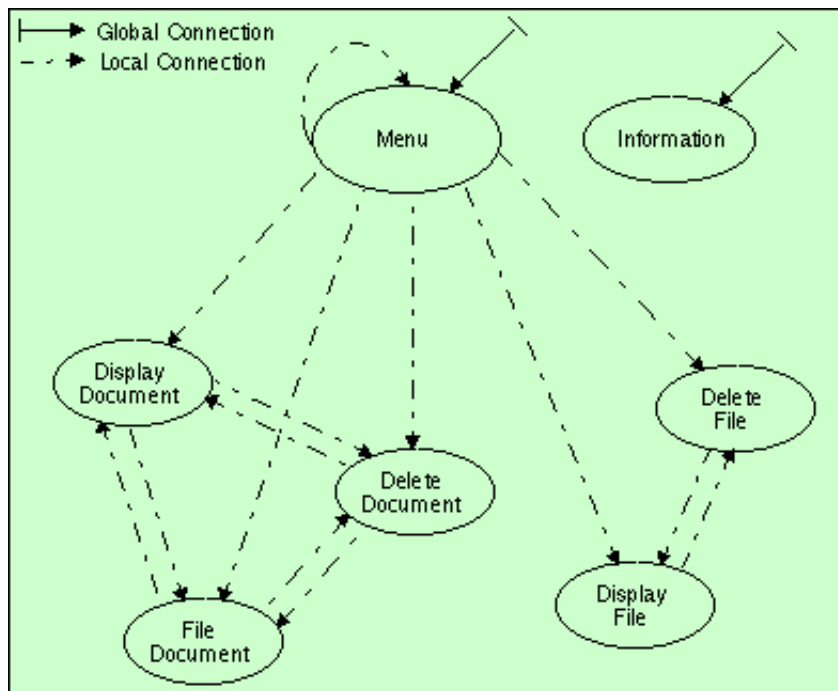 Global Connection
Local Connection
Menu
Information
Display
Document
Delete
File
Delete
Document
Display
File
File
Document